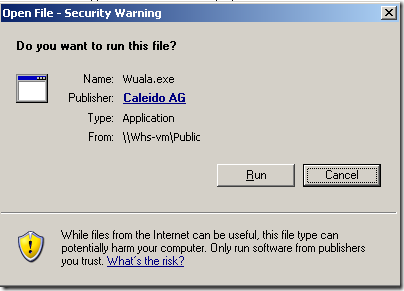 Open File - Security Warning
Do you want to run this file?
Name: Wuala.exe
Publisher: Caleido AG
Type: Application
From: \\Whs-vm\Public
Run Cancel
While files from the Internet can be useful, this file type can
potentially harm your computer. Only run software from publishers
you trust. What's the risk?